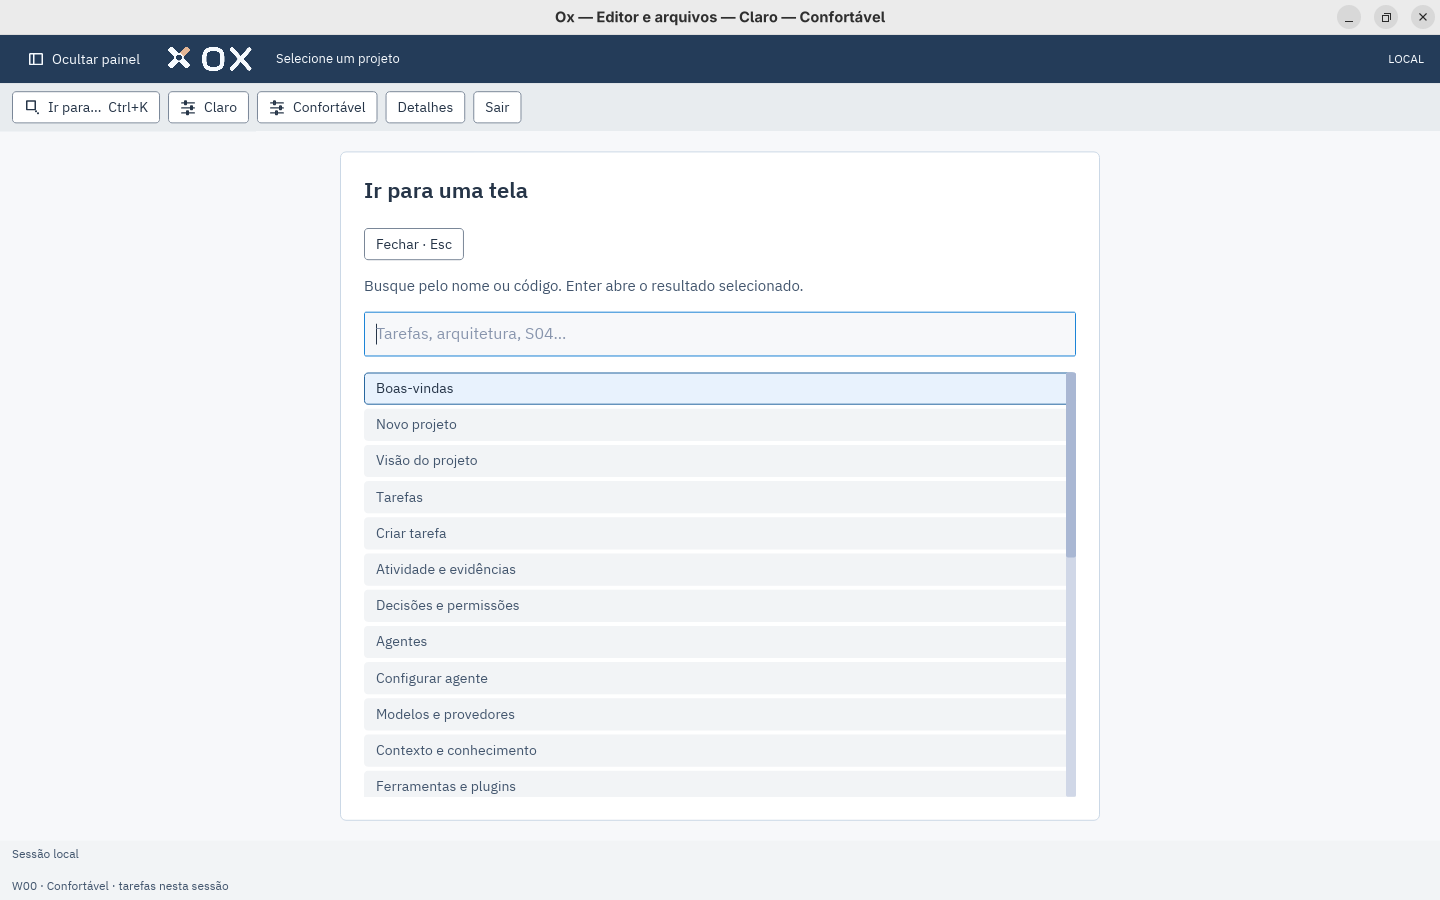 Ox — Editor e arquivos — Claro — Confortável
Ocultar painel
OX
Selecione um projeto
LOCAL
Ir para... Ctrl+K
Claro
Confortável
Detalhes
Sair
Ir para uma tela
Fechar · Esc
Busque pelo nome ou código. Enter abre o resultado selecionado.
Tarefas, arquitetura, S04...
Boas-vindas
Novo projeto
Visão do projeto
Tarefas
Criar tarefa
Atividade e evidências
Decisões e permissões
Agentes
Configurar agente
Modelos e provedores
Contexto e conhecimento
Ferramentas e plugins
Sessão local
W00 · Confortável · tarefas nesta sessão